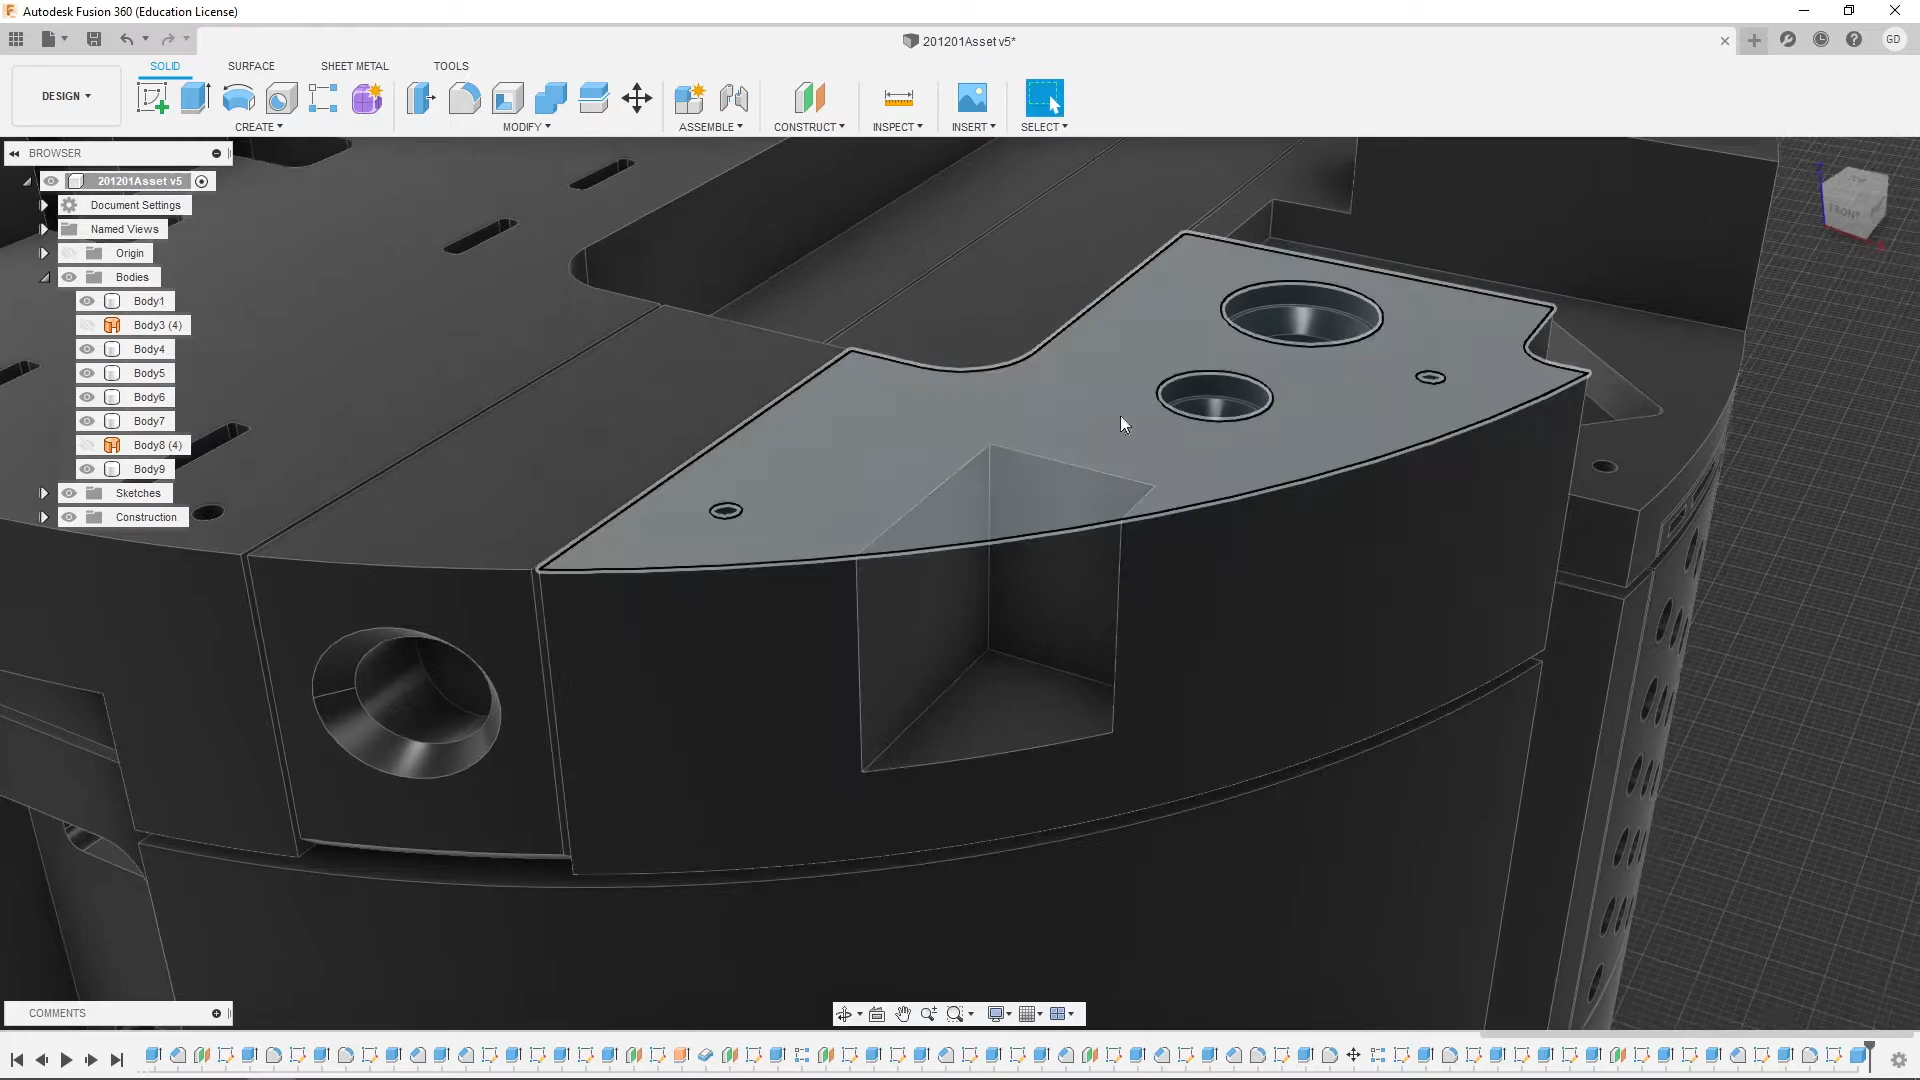 Autodesk Fusion 360 (Education License)
201201Asset v5*
GD
DESIGN
SOLID
SURFACE
SHEET METAL
TOOLS
CREATE
MODIFY
ASSEMBLE
CONSTRUCT
INSPECT
INSERT
SELECT
BROWSER
201201Asset v5
Document Settings
Named Views
Origin
Bodies
Body1
Body3 (4)
Body4
Body5
Body6
Body7
Body8 (4)
Body9
Sketches
Construction
TOP
FRONT
COMMENTS